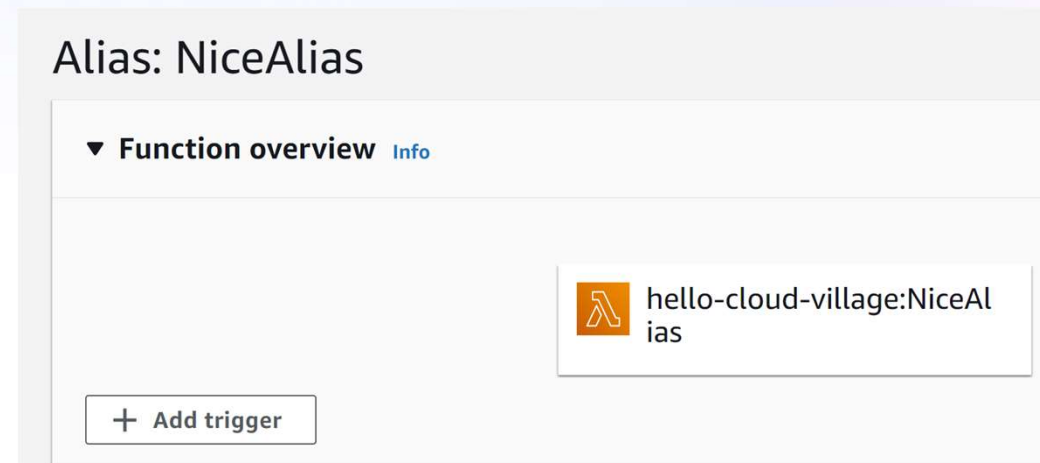 Alias: NiceAlias
Function overview Info
hello-cloud-village:NiceAl
ias
Add trigger